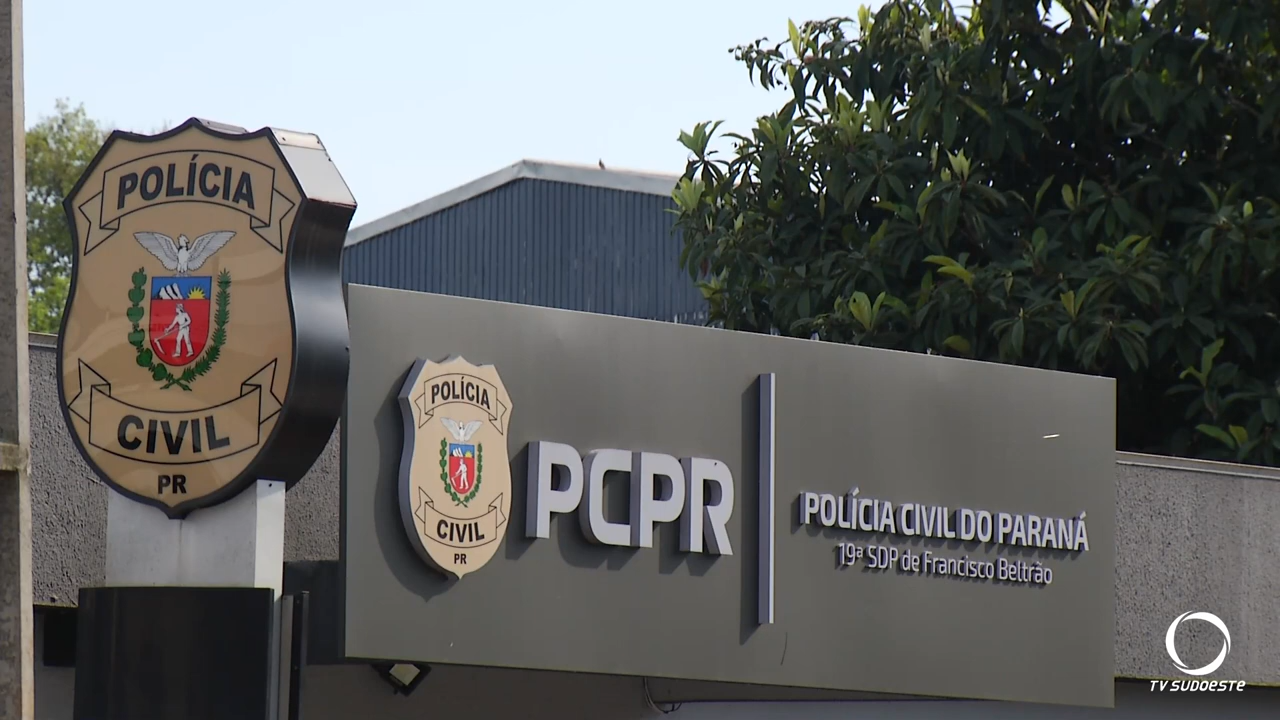 POLÍCIA
CIVIL
PR
POLÍCIA
CIVIL
PR
PCPR
POLÍCIA CIVIL DO PARANÁ
19ª SDP de Francisco Beltrão
TV SUDOESTE